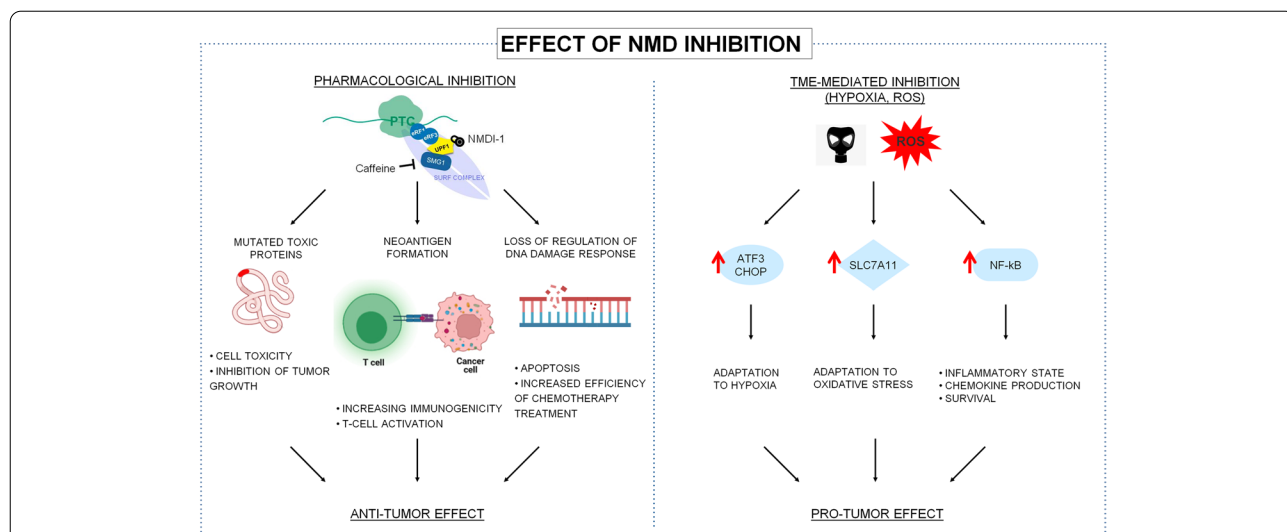 EFFECT OF NMD INHIBITION
PHARMACOLOGICAL INHIBITION
PTC
eRF1
eRF3
UPF1
NMDI-1
SMG1
Caffeine
SURF COMPLEX
MUTATED TOXIC
PROTEINS
NEOANTIGEN
FORMATION
LOSS OF REGULATION OF
DNA DAMAGE RESPONSE
T cell
Cancer
cell
• CELL TOXICITY
• INHIBITION OF TUMOR
GROWTH
• INCREASING IMMUNOGENICITY
• T-CELL ACTIVATION
• APOPTOSIS
• INCREASED EFFICIENCY
OF CHEMOTHERAPY
TREATMENT
ANTI-TUMOR EFFECT
TME-MEDIATED INHIBITION
(HYPOXIA, ROS)
ROS
ATF3
CHOP
SLC7A11
NF-kB
ADAPTATION
TO HYPOXIA
ADAPTATION TO
OXIDATIVE STRESS
• INFLAMMATORY STATE
• CHEMOKINE PRODUCTION
• SURVIVAL
PRO-TUMOR EFFECT